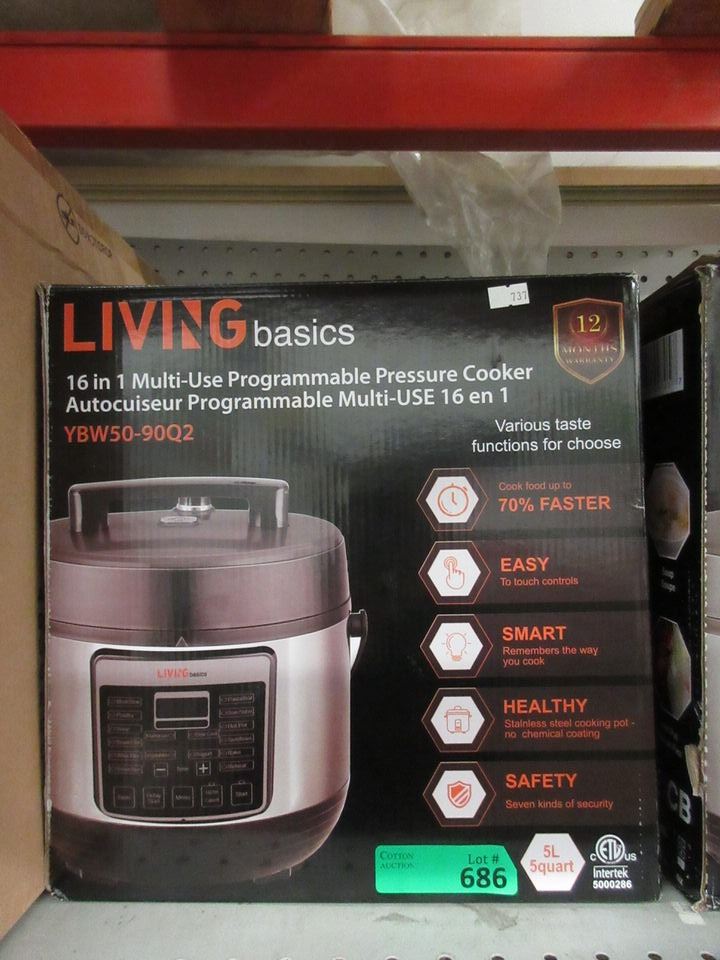 737
LIVING basics
12
MONTHS
WARRANTY
16 in 1 Multi-Use Programmable Pressure Cooker
Autocuiseur Programmable Multi-USE 16 en 1
YBW50-90Q2
Various taste
functions for choose
Cook food up to
70% FASTER
EASY
To touch controls
SMART
Remembers the way
you cook
HEALTHY
Stainless steel cooking pot -
no chemical coating
SAFETY
Seven kinds of security
LIVING basics
COTTON
AUCTION
Lot #
686
5L
5quart
c ETL us
Intertek
5000286